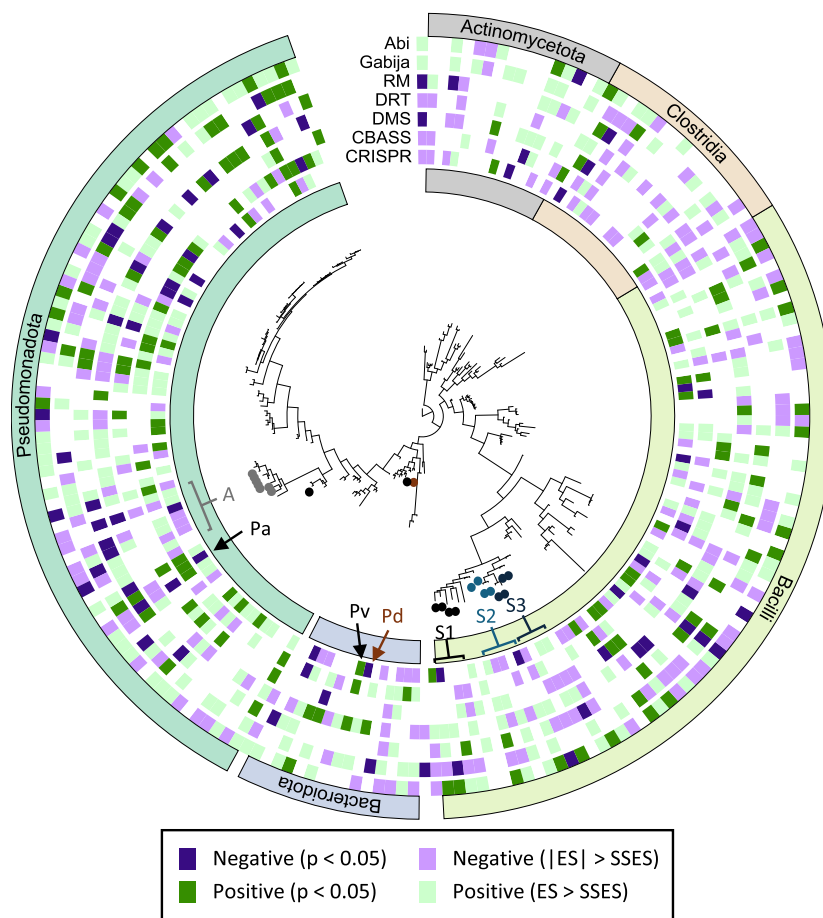 Actinomycetota
Clostridia
Bacilli
Bacteroidota
Pseudomonadota
Abi
Gabija
RM
DRT
DMS
CBASS
CRISPR
A
Pa
Pv
Pd
S1
S2
S3
Negative (p < 0.05)
Negative (|ES| > SSES)
Positive (p < 0.05)
Positive (ES > SSES)